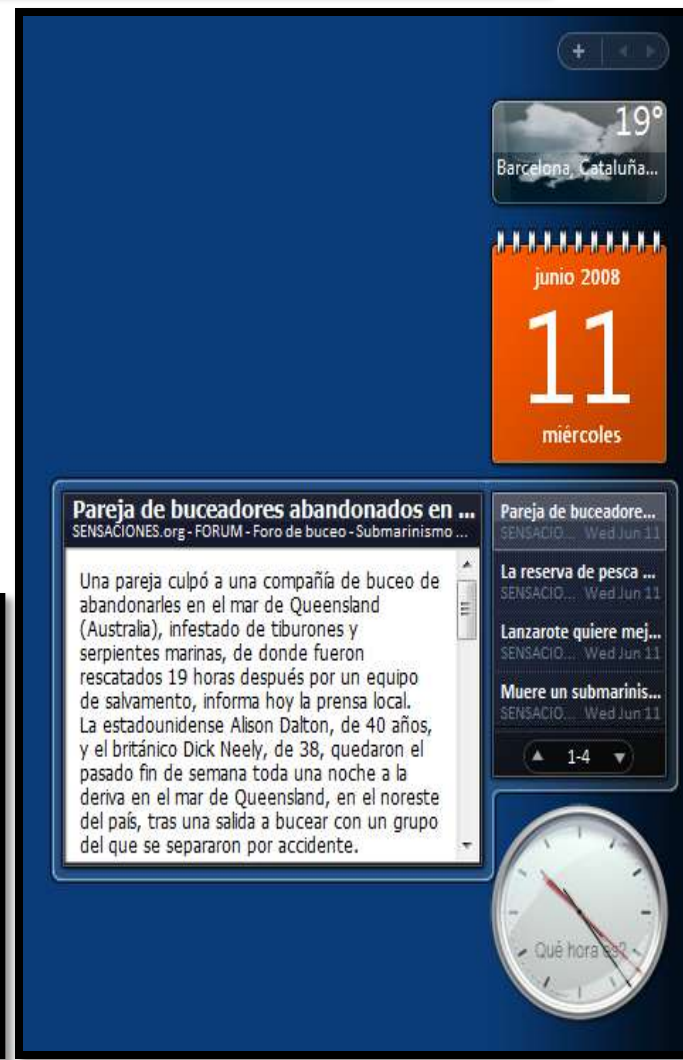 +
19°
Barcelona, Cataluña...
junio 2008
11
miércoles
Pareja de buceadores abandonados en ...
SENSACIONES.org - FORUM - Foro de buceo - Submarinismo ...
Una pareja culpó a una compañía de buceo de
abandonarles en el mar de Queensland
(Australia), infestado de tiburones y
serpientes marinas, de donde fueron
rescatados 19 horas después por un equipo
de salvamento, informa hoy la prensa local.
La estadounidense Alison Dalton, de 40 años,
y el británico Dick Neely, de 38, quedaron el
pasado fin de semana toda una noche a la
deriva en el mar de Queensland, en el noreste
del país, tras una salida a bucear con un grupo
del que se separaron por accidente.
Pareja de buceadore...
SENSACIO... Wed Jun 11
La reserva de pesca ...
SENSACIO... Wed Jun 11
Lanzarote quiere mej...
SENSACIO... Wed Jun 11
Muere un submarinis...
SENSACIO... Wed Jun 11
1-4
Qué hora es?